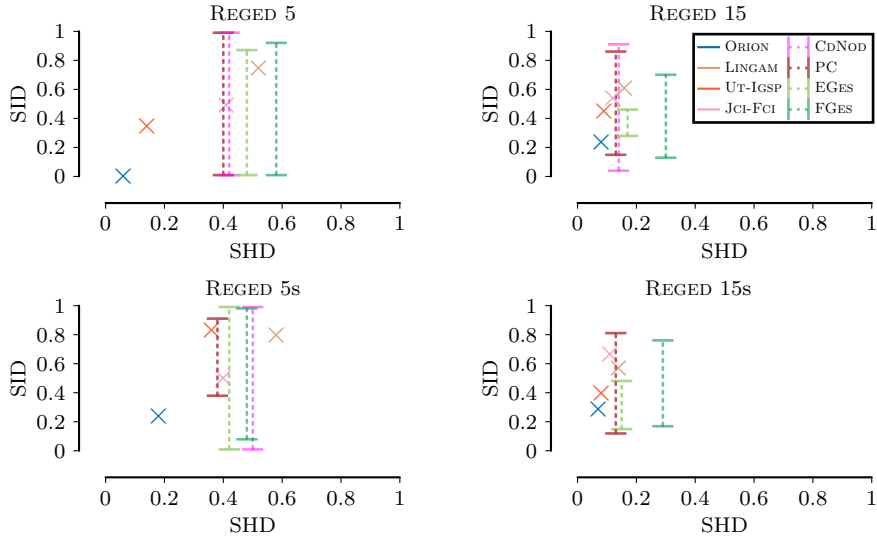 REGED 5
SID
1
0.8
0.6
0.4
0.2
0
0 0.2 0.4 0.6 0.8 1
SHD
REGED 15
SID
1
0.8
0.6
0.4
0.2
0
ORION CDNOD
LINGAM PC
UT-IGSP EGES
JCI-FCI FGES
0 0.2 0.4 0.6 0.8 1
SHD
REGED 5S
SID
1
0.8
0.6
0.4
0.2
0
0 0.2 0.4 0.6 0.8 1
SHD
REGED 15S
SID
1
0.8
0.6
0.4
0.2
0
0 0.2 0.4 0.6 0.8 1
SHD